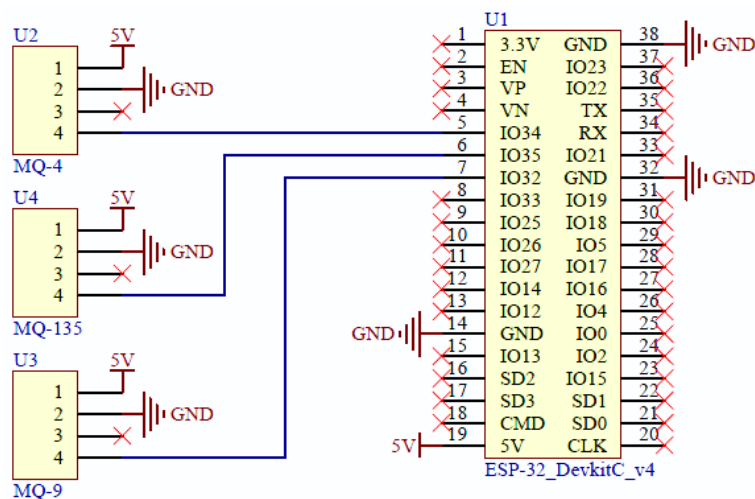 U2
5V
1
2
GND
3
4
MQ-4
U4
5V
1
2
GND
3
4
MQ-135
U3
5V
1
2
GND
3
4
MQ-9
U1
1 3.3V GND 38 GND
2 EN IO23 37
3 VP IO22 36
4 VN TX 35
5 IO34 RX 34
6 IO35 IO21 33
7 IO32 GND 32 GND
8 IO33 IO19 31
9 IO25 IO18 30
10 IO26 IO5 29
11 IO27 IO17 28
12 IO14 IO16 27
13 IO12 IO4 26
GND 14 GND IO0 25
15 IO13 IO2 24
16 SD2 IO15 23
17 SD3 SD1 22
18 CMD SD0 21
5V 19 5V CLK 20
ESP-32_DevkitC_v4